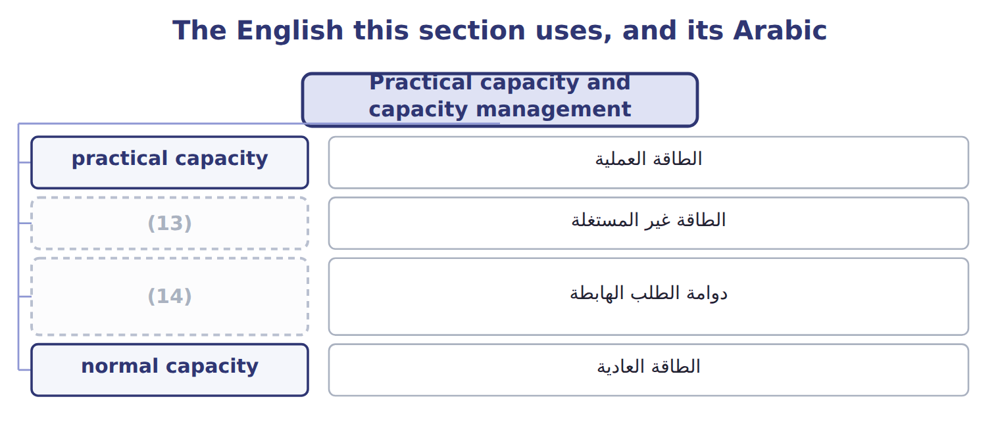 The English this section uses, and its Arabic
Practical capacity and
capacity management
practical capacity
الطاقة العملية
(13)
الطاقة غير المستغلة
(14)
دوامة الطلب الهابطة
normal capacity
الطاقة العادية